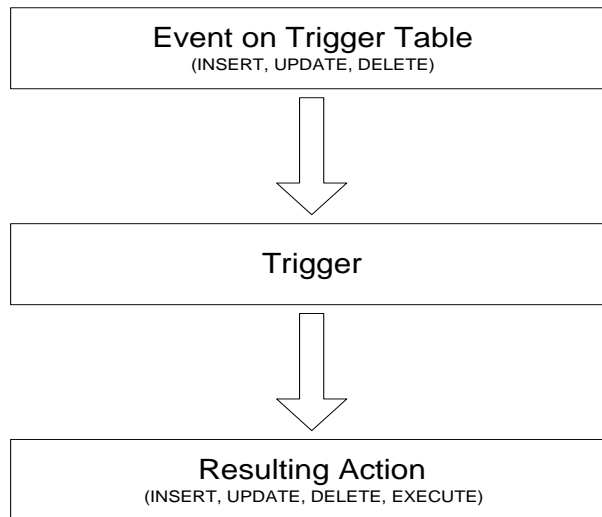 Event on Trigger Table
(INSERT, UPDATE, DELETE)
Trigger
Resulting Action
(INSERT, UPDATE, DELETE, EXECUTE)